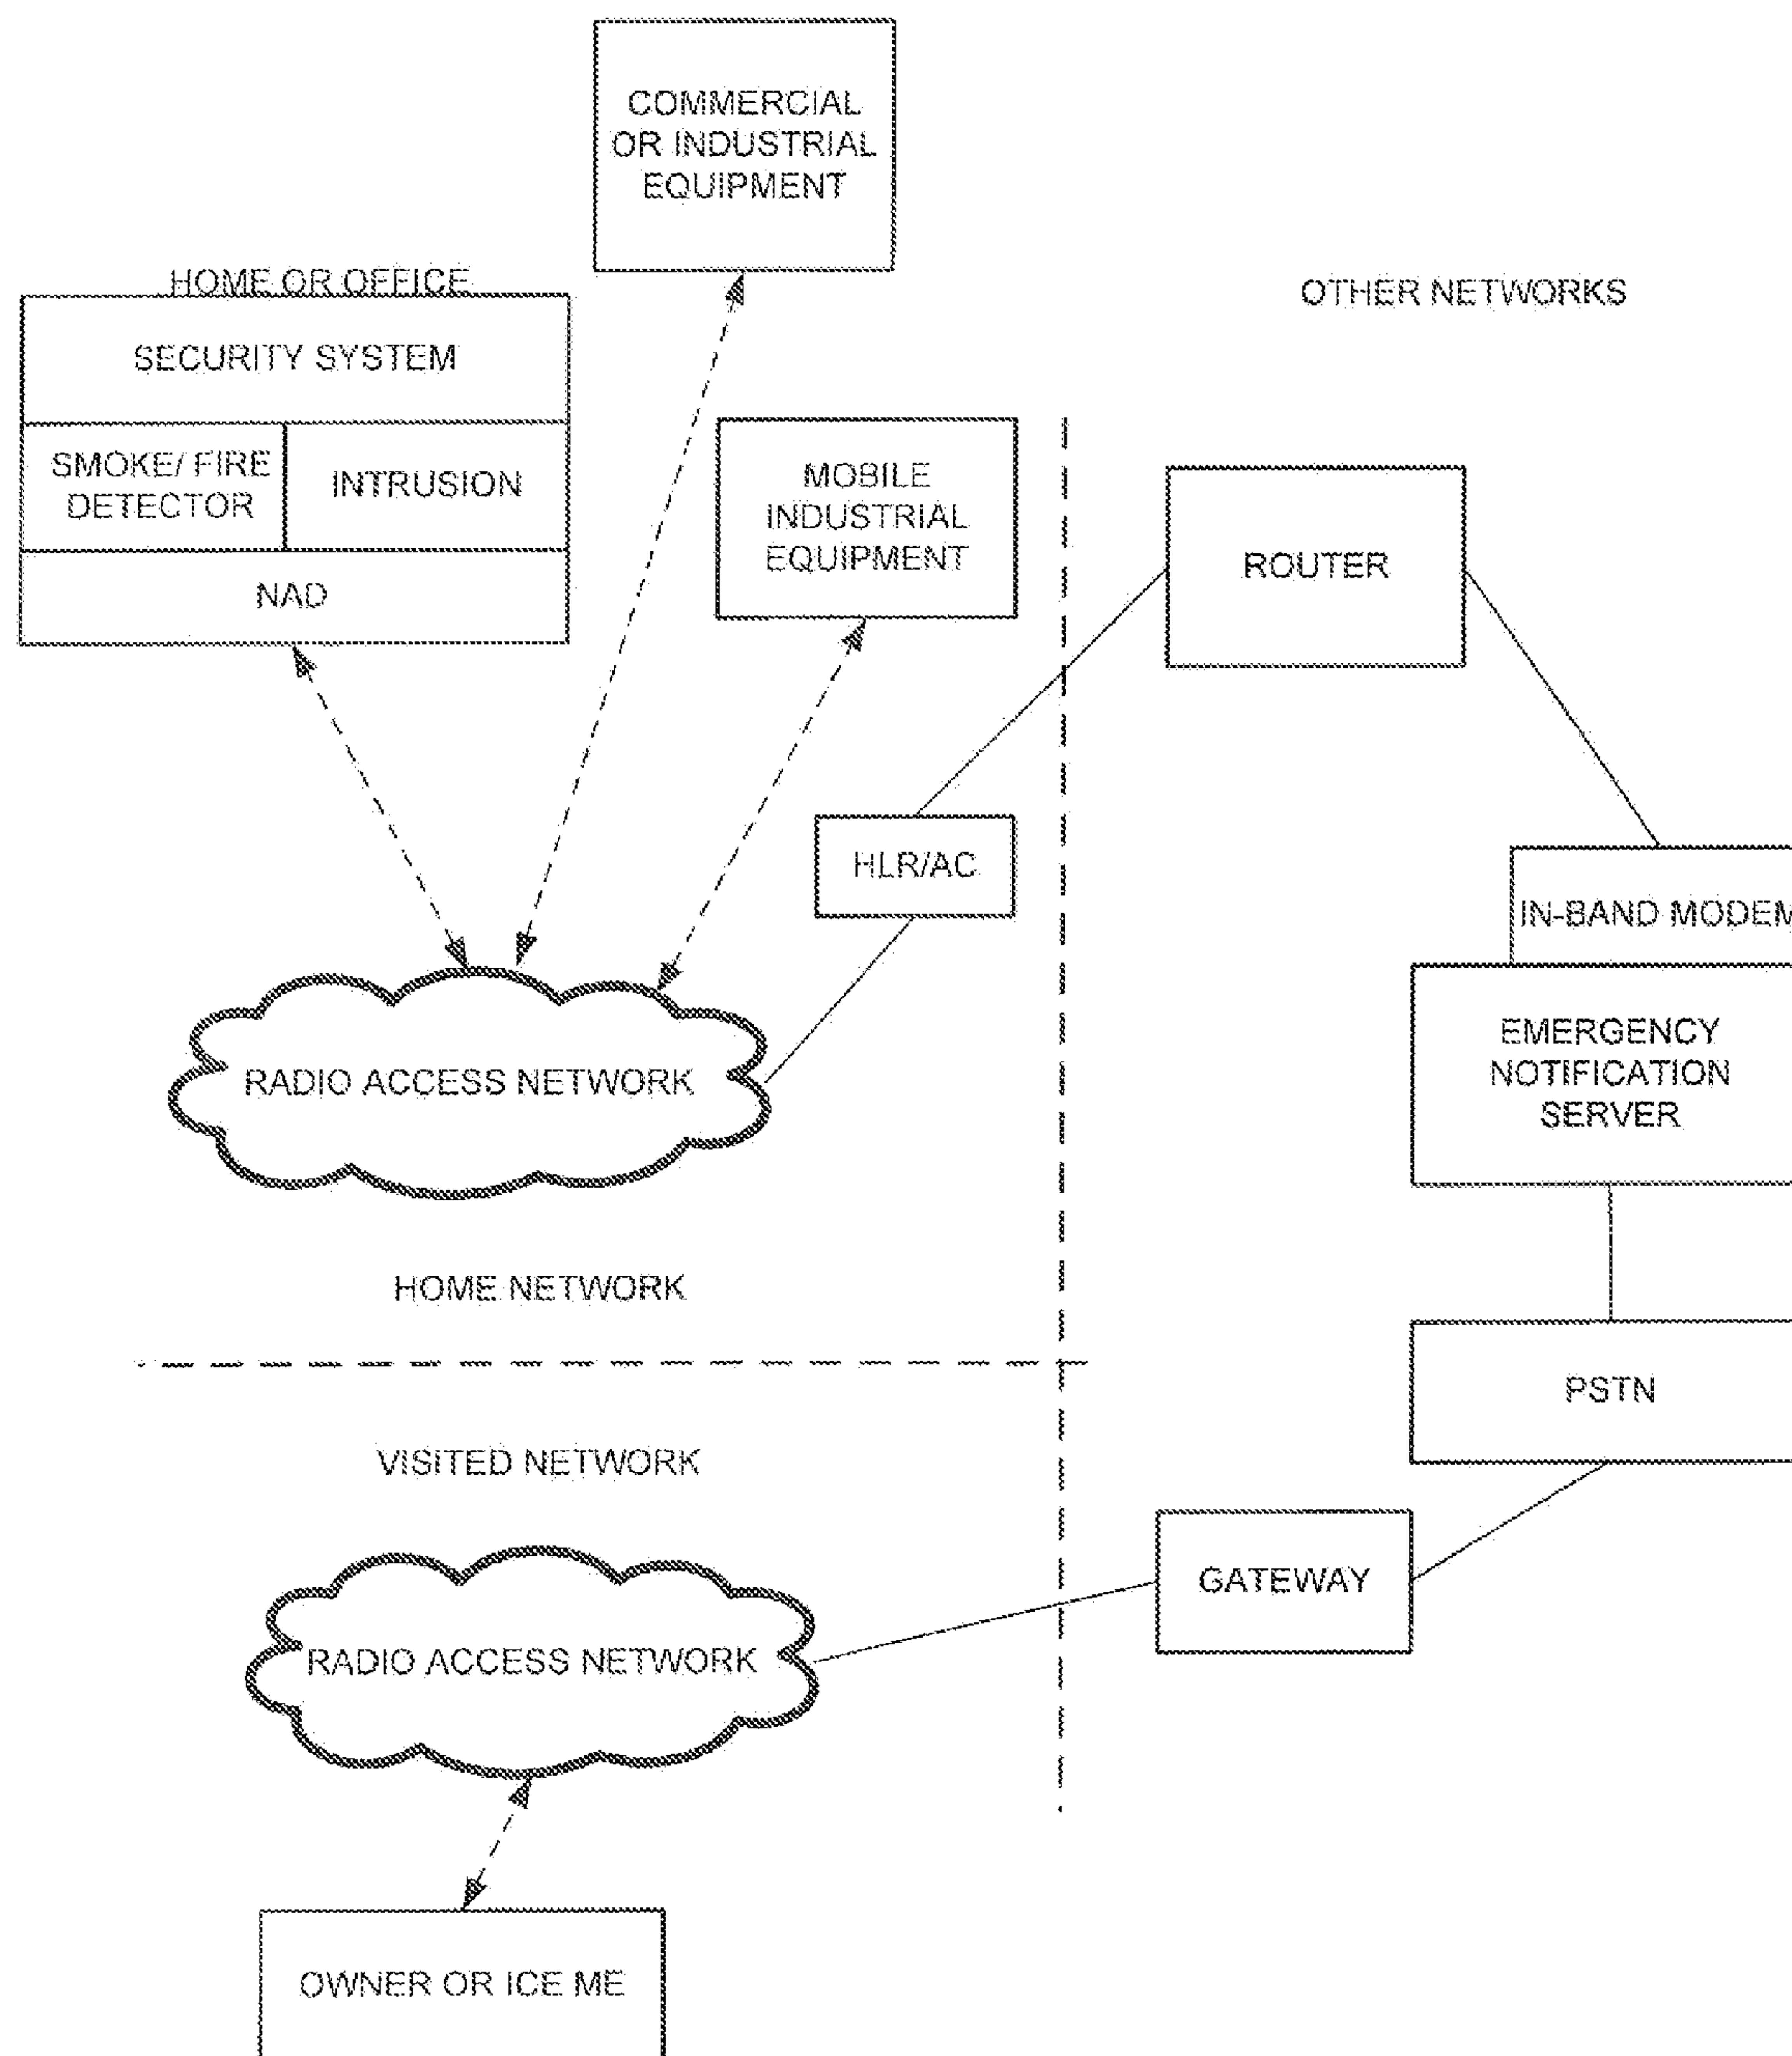 COMMERCIAL
OR INDUSTRIAL
EQUIPMENT
HOME OR OFFICE
OTHER NETWORKS
SECURITY SYSTEM
SMOKE/ FIRE
DETECTOR
INTRUSION
NAD
MOBILE
INDUSTRIAL
EQUIPMENT
ROUTER
HLR/AC
IN-BAND MODEM
RADIO ACCESS NETWORK
EMERGENCY
NOTIFICATION
SERVER
HOME NETWORK
PSTN
VISITED NETWORK
GATEWAY
RADIO ACCESS NETWORK
OWNER OR ICE ME